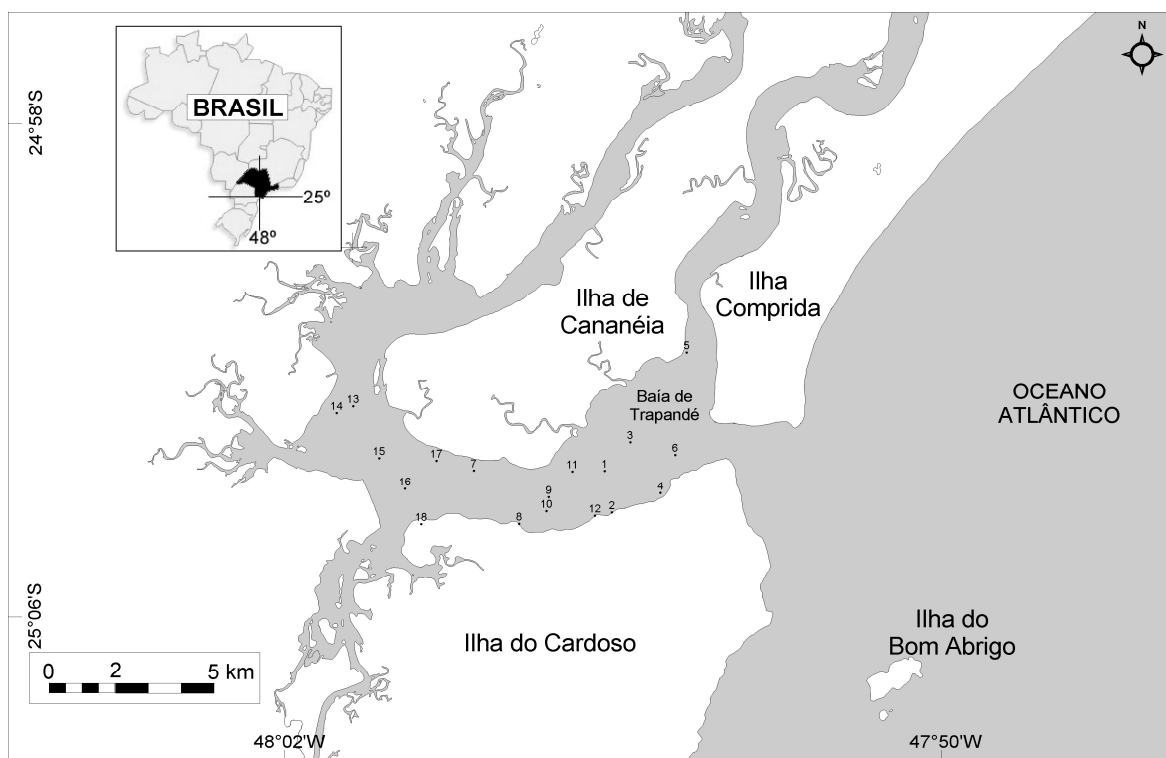 N
BRASIL
25º
48º
24°58'S
Ilha de
Cananéia
Ilha
Comprida
5
Baía de
Trapandé
OCEANO
ATLÂNTICO
14
13
3
15
17
7
11
1
6
16
9
10
4
18
8
12
2
25°06'S
Ilha do Cardoso
Ilha do
Bom Abrigo
0 2 5 km
48°02'W
47°50'W